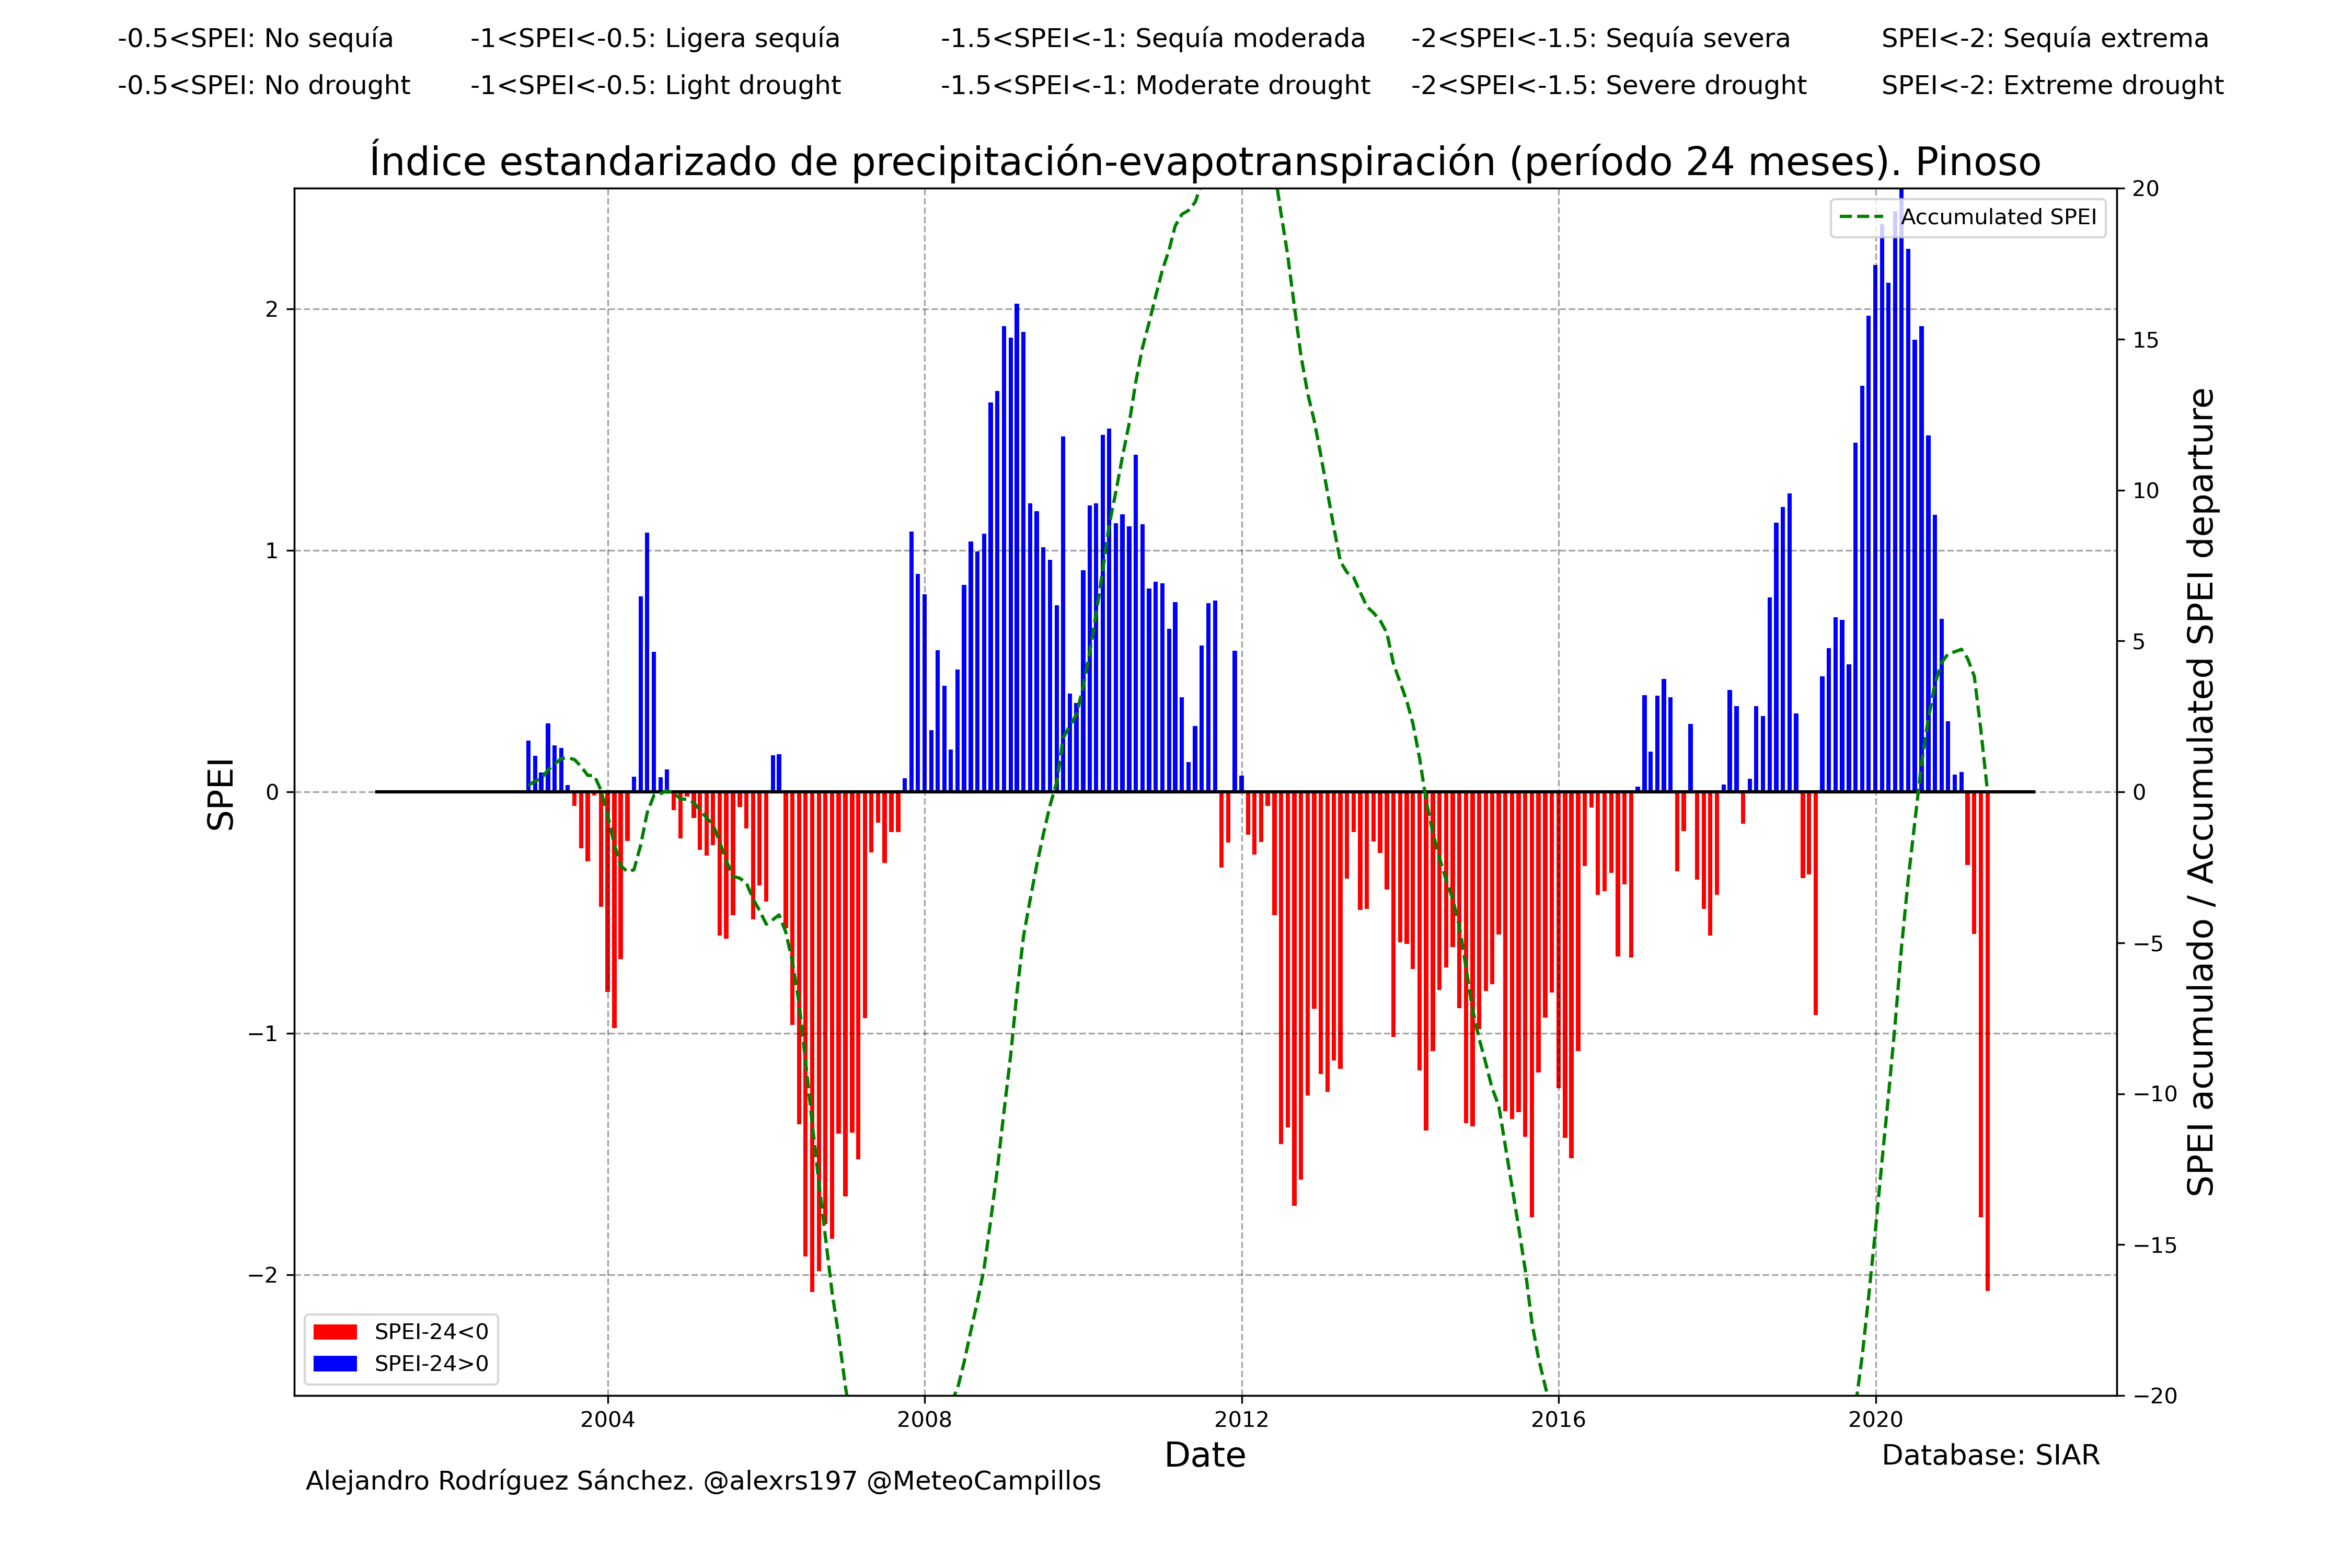 -0.5<SPEI: No sequía -1<SPEI<-0.5: Ligera sequía -1.5<SPEI<-1: Sequía moderada -2<SPEI<-1.5: Sequía severa SPEI<-2: Sequía extrema
-0.5<SPEI: No drought -1<SPEI<-0.5: Light drought -1.5<SPEI<-1: Moderate drought -2<SPEI<-1.5: Severe drought SPEI<-2: Extreme drought
Índice estandarizado de precipitación-evapotranspiración (período 24 meses). Pinoso
Accumulated SPEI
SPEI
2
1
0
−1
−2
20
15
10
5
0
−5
−10
−15
−20
SPEI acumulado / Accumulated SPEI departure
SPEI-24<0
SPEI-24>0
2004 2008 2012 2016 2020
Date
Database: SIAR
Alejandro Rodríguez Sánchez. @alexrs197 @MeteoCampillos